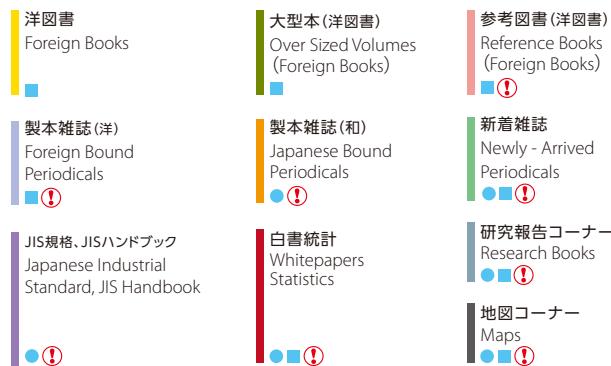 洋図書
Foreign Books
大型本(洋図書)
Over Sized Volumes
(Foreign Books)
参考図書(洋図書)
Reference Books
(Foreign Books)
製本雑誌(洋)
Foreign Bound
Periodicals
製本雑誌(和)
Japanese Bound
Periodicals
新着雑誌
Newly - Arrived
Periodicals
JIS規格、JISハンドブック
Japanese Industrial
Standard, JIS Handbook
白書統計
Whitepapers
Statistics
研究報告コーナー
Research Books
地図コーナー
Maps